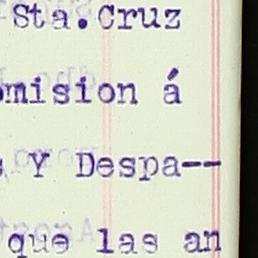 Sta.Cruz
mision á
s Y Despa--
que las an